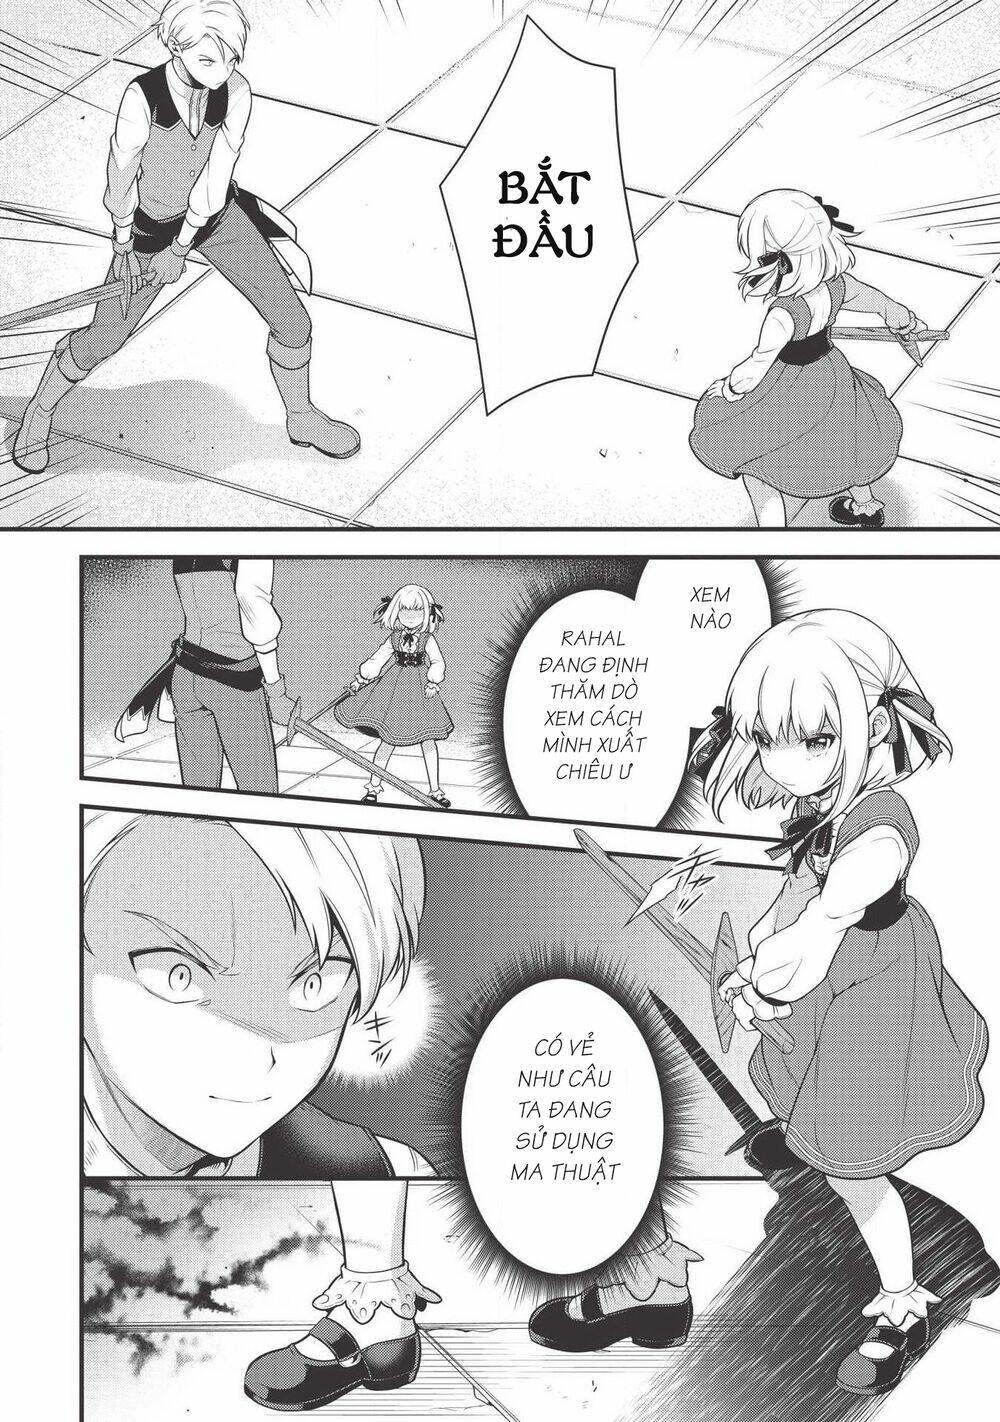 BẮT
ĐẦU
XEM
NÀO
RAHAL
ĐANG ĐỊNH
THĂM DÒ
XEM CÁCH
MÌNH XUẤT
CHIÊU Ư
CÓ VẺ
NHƯ CÂU
TA ĐANG
SỬ DỤNG
MA THUẬT